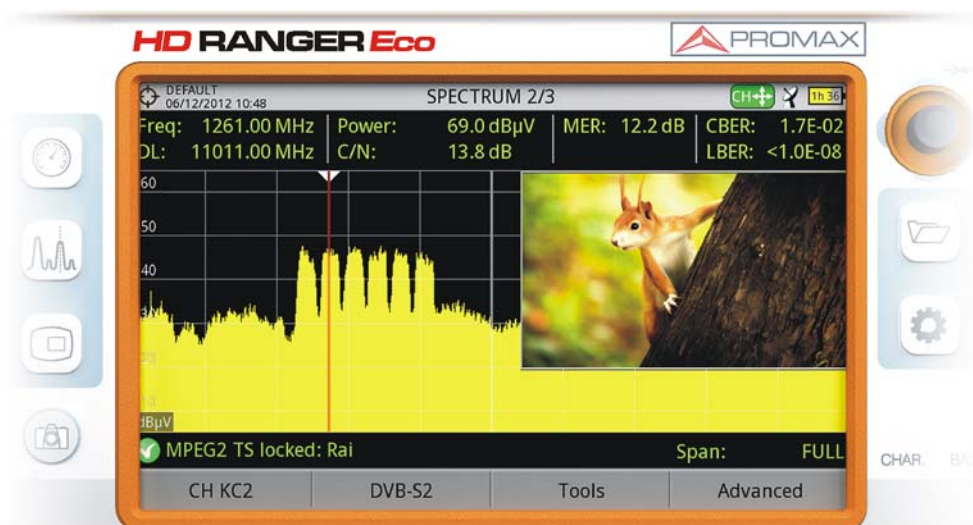 HD RANGER Eco
PROMAX
DEFAULT
06/12/2012 10:48
SPECTRUM 2/3
CH
1h 36
Freq: 1261.00 MHz
Power: 69.0 dBµV
MER: 12.2 dB
CBER: 1.7E-02
DL: 11011.00 MHz
C/N: 13.8 dB
LBER: <1.0E-08
60
50
40
30
20
10
dBµV
MPEG2 TS locked: Rai
Span: FULL
CH KC2
DVB-S2
Tools
Advanced
CHAR.